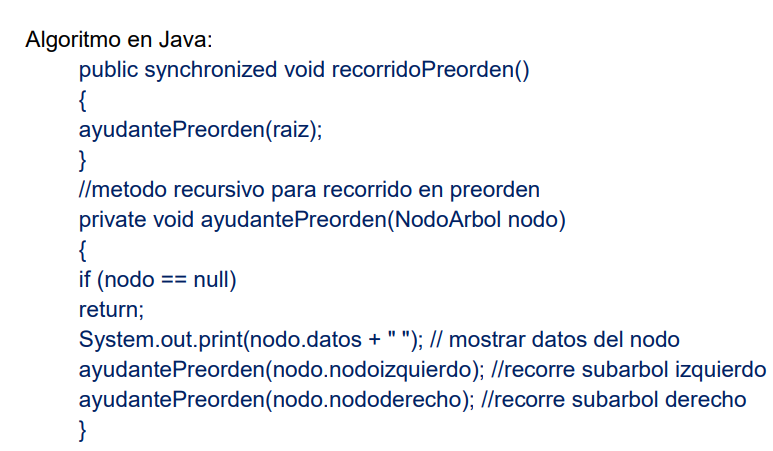 Algoritmo en Java:
public synchronized void recorridoPreorden()
{
ayudantePreorden(raiz);
}
//metodo recursivo para recorrido en preorden
private void ayudantePreorden(NodoArbol nodo)
{
if (nodo == null)
return;
System.out.print(nodo.datos + " "); // mostrar datos del nodo
ayudantePreorden(nodo.nodoizquierdo); //recorre subarbol izquierdo
ayudantePreorden(nodo.nododerecho); //recorre subarbol derecho
}